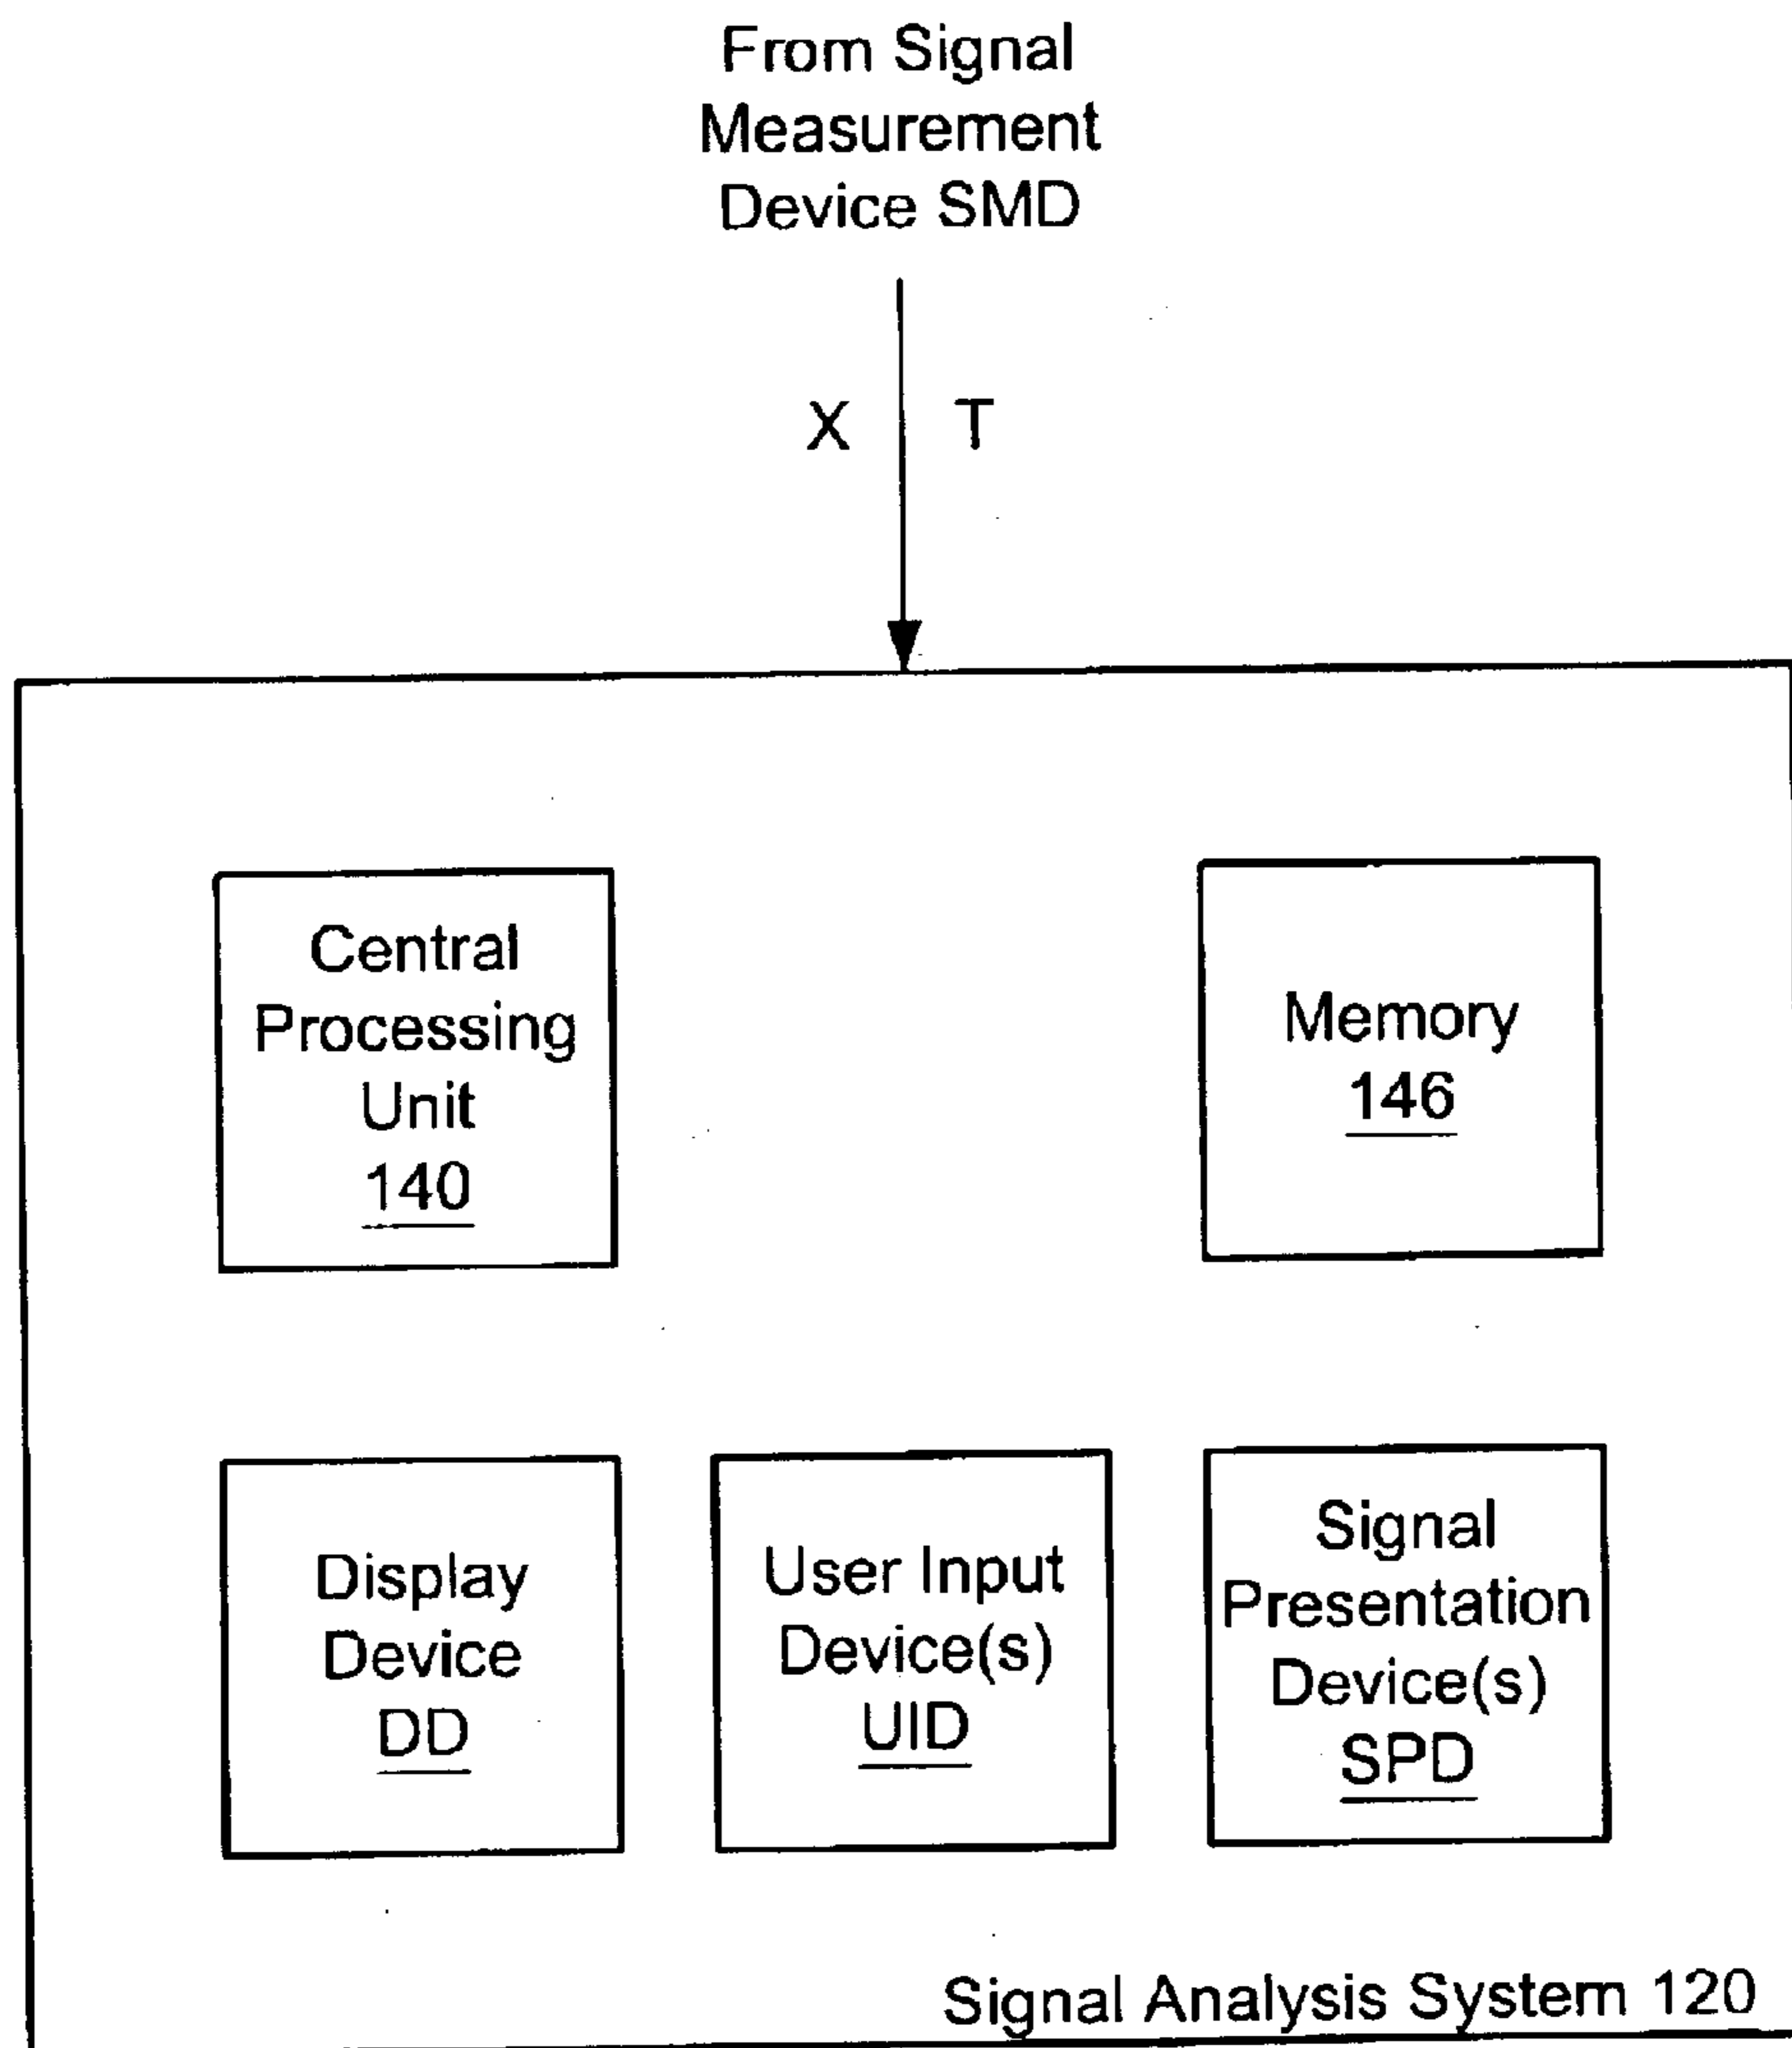 From Signal
Measurement
Device SMD
X T
Central
Processing
Unit
140
Memory
146
Display
Device
DD
User Input
Device(s)
UID
Signal
Presentation
Device(s)
SPD
Signal Analysis System 120